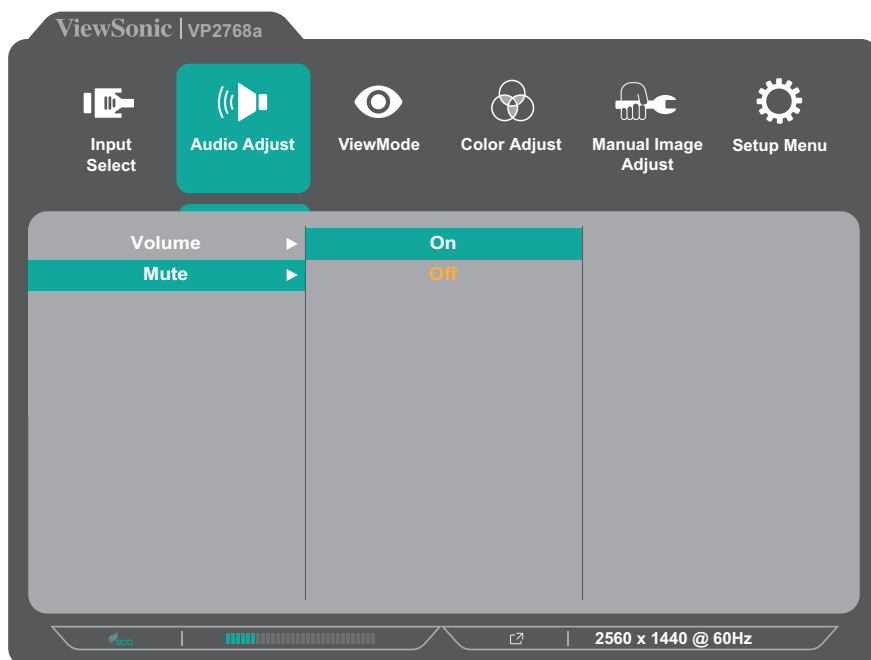 ViewSonic | VP2768a
Input Select
Audio Adjust
ViewMode
Color Adjust
Manual Image Adjust
Setup Menu
Volume
On
Mute
Off
eco
2560 x 1440 @ 60Hz